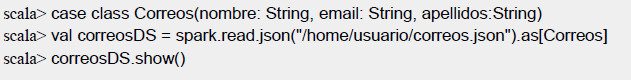 scala> case class Correos(nombre: String, email: String, apellidos:String)
scala> val correosDS = spark.read.json("/home/usuario/correos.json").as[Correos]
scala> correosDS.show()